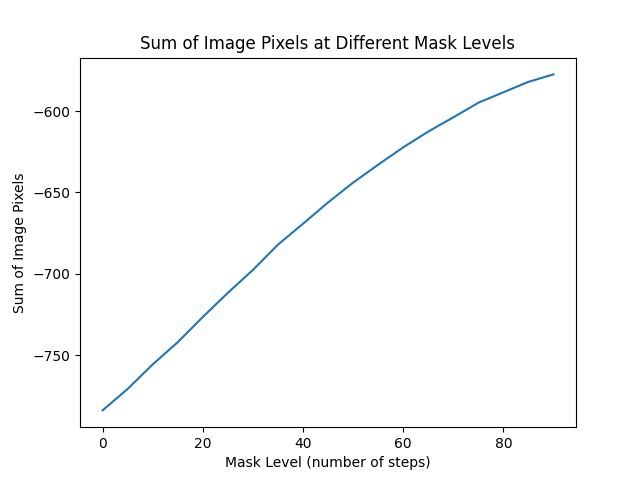 Sum of Image Pixels at Different Mask Levels
Sum of Image Pixels
−600
−650
−700
−750
0 20 40 60 80
Mask Level (number of steps)